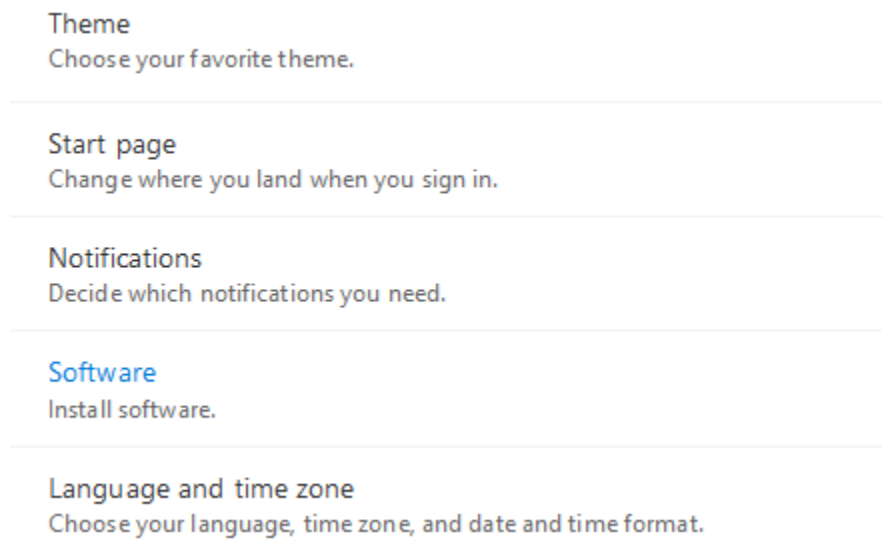 Theme
Choose your favorite theme.
Start page
Change where you land when you sign in.
Notifications
Decide which notifications you need.
Software
Install software.
Language and time zone
Choose your language, time zone, and date and time format.